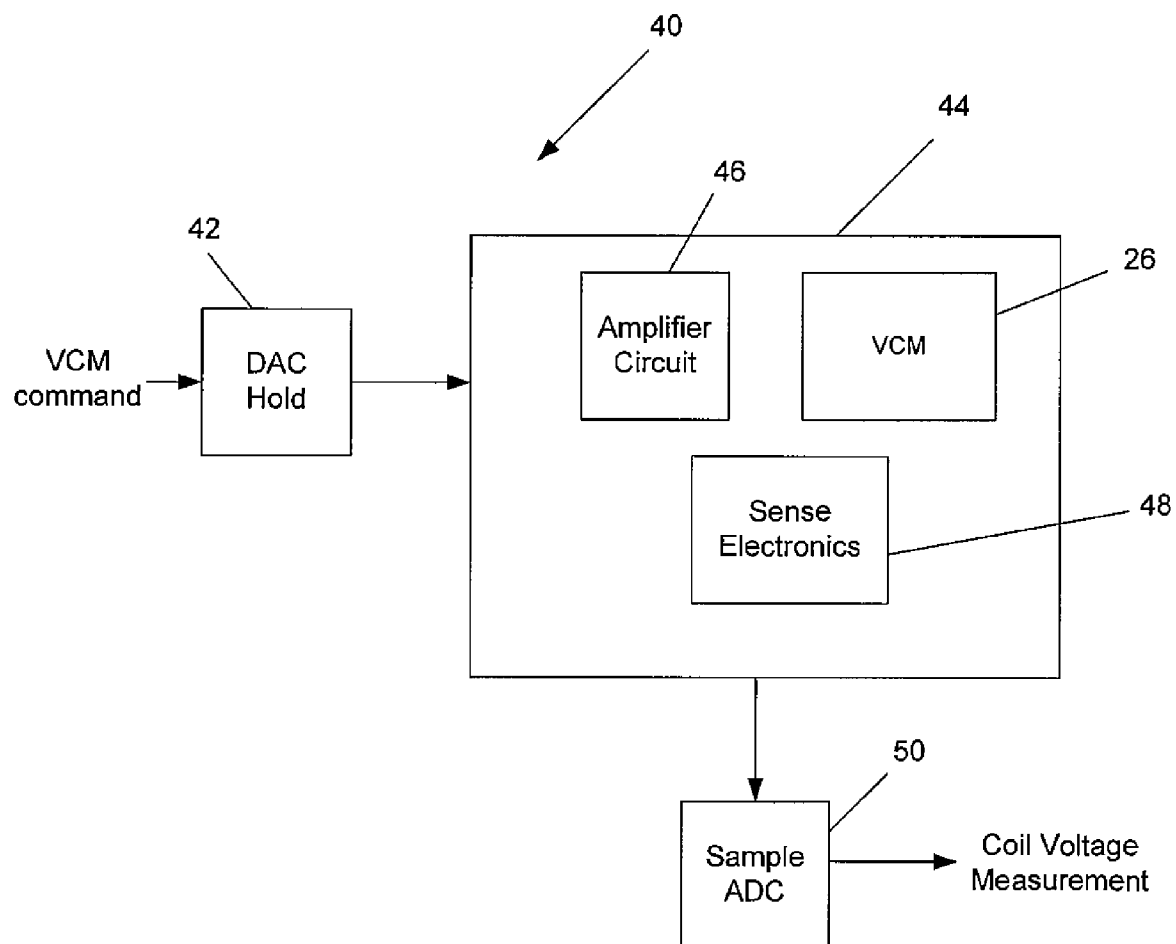 40
44
46
42
26
Amplifier
Circuit
VCM
VCM
command
DAC
Hold
Sense
Electronics
48
50
Sample
ADC
Coil Voltage
Measurement